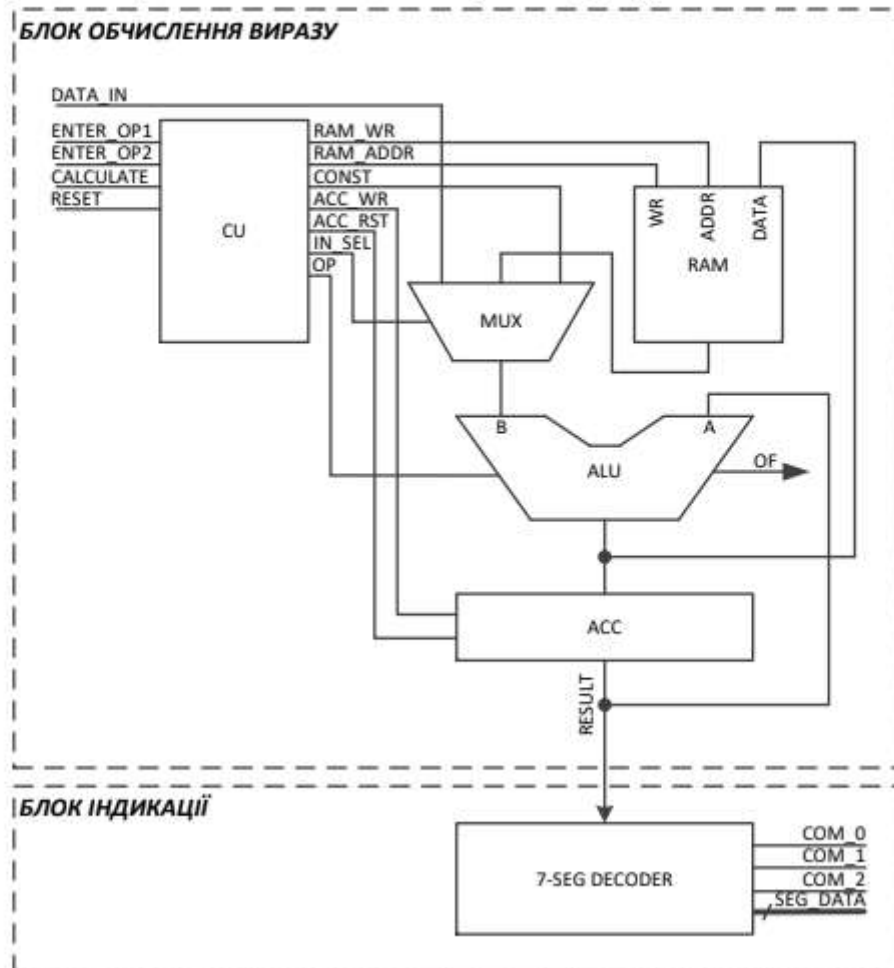 БЛОК ОБЧИСЛЕННЯ ВИРАЗУ
DATA_IN
ENTER_OP1
ENTER_OP2
CALCULATE
RESET
CU
RAM_WR
RAM_ADDR
CONST
ACC_WR
ACC_RST
IN_SEL
OP
WR
ADDR
DATA
RAM
MUX
B
A
ALU
OF
ACC
RESULT
БЛОК ІНДИКАЦІЇ
7-SEG DECODER
COM_0
COM_1
COM_2
SEG_DATA